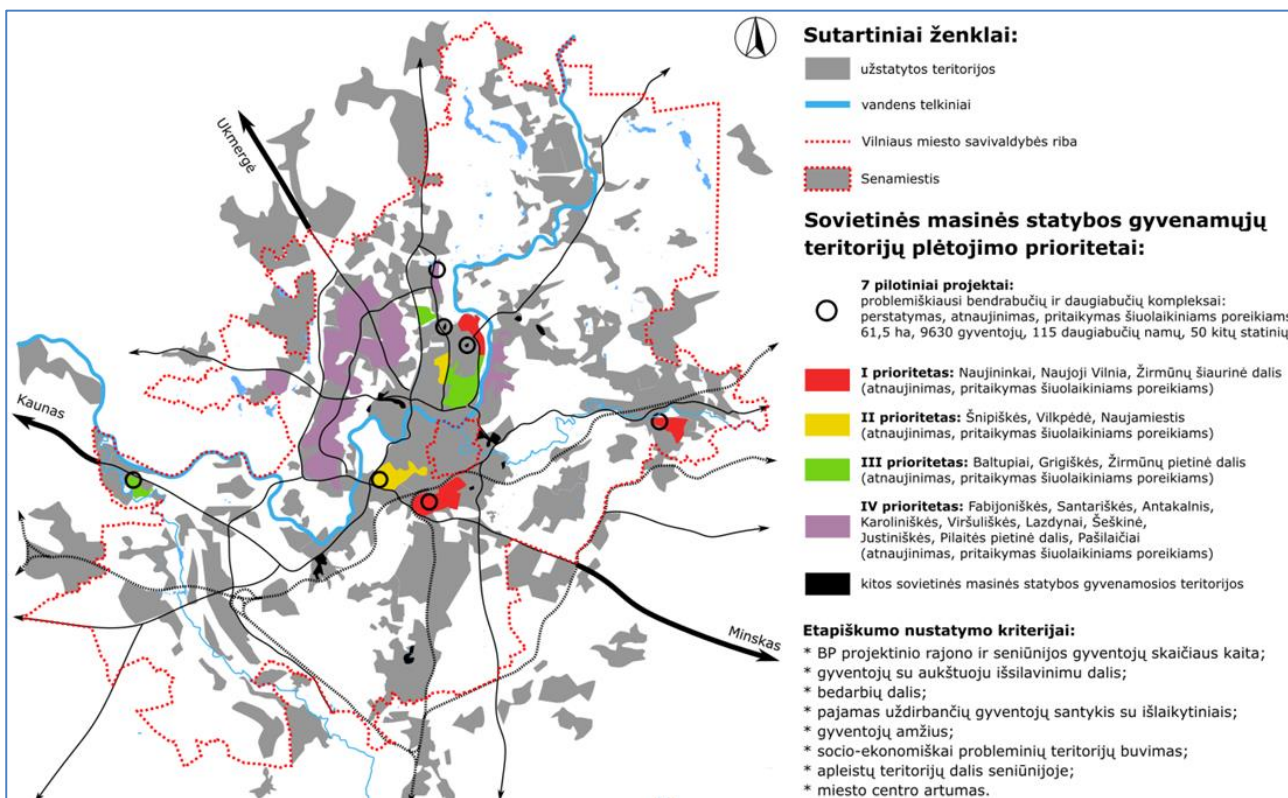 Sutartiniai ženklai:
užstatytos teritorijos
vandens telkiniai
Vilniaus miesto savivaldybės riba
Senamiestis
Sovietinės masinės statybos gyvenamųjų
teritorijų plėtojimo prioritetai:
7 pilotiniai projektai:
problemiškiausi bendrabučių ir daugiabučių kompleksai:
perstatymas, atnaujinimas, pritaikymas šiuolaikiniams poreikiams
61,5 ha, 9630 gyventojų, 115 daugiabučių namų, 50 kitų statinių
I prioritetas: Naujininkai, Naujoji Vilnia, Žirmūnų šiaurinė dalis
(atnaujinimas, pritaikymas šiuolaikiniams poreikiams)
II prioritetas: Šnipiškės, Vilkpėdė, Naujamiestis
(atnaujinimas, pritaikymas šiuolaikiniams poreikiams)
III prioritetas: Baltupiai, Grigiškės, Žirmūnų pietinė dalis
(atnaujinimas, pritaikymas šiuolaikiniams poreikiams)
IV prioritetas: Fabijoniškės, Santariškės, Antakalnis,
Karoliniškės, Viršuliškės, Lazdynai, Šeškinė,
Justiniškės, Pilaitės pietinė dalis, Pašilaičiai
(atnaujinimas, pritaikymas šiuolaikiniams poreikiams)
kitos sovietinės masinės statybos gyvenamosios teritorijos
Etapiškumo nustatymo kriterijai:
* BP projektinio rajono ir seniūnijos gyventojų skaičiaus kaita;
* gyventojų su aukštuoju išsilavinimu dalis;
* bedarbių dalis;
* pajamas uždirbančių gyventojų santykis su išlaikytiniais;
* gyventojų amžius;
* socio-ekonomiškai probleminių teritorijų buvimas;
* apleistų teritorijų dalis seniūnijoje;
* miesto centro artumas.
Ukmergė
Kaunas
Minskas